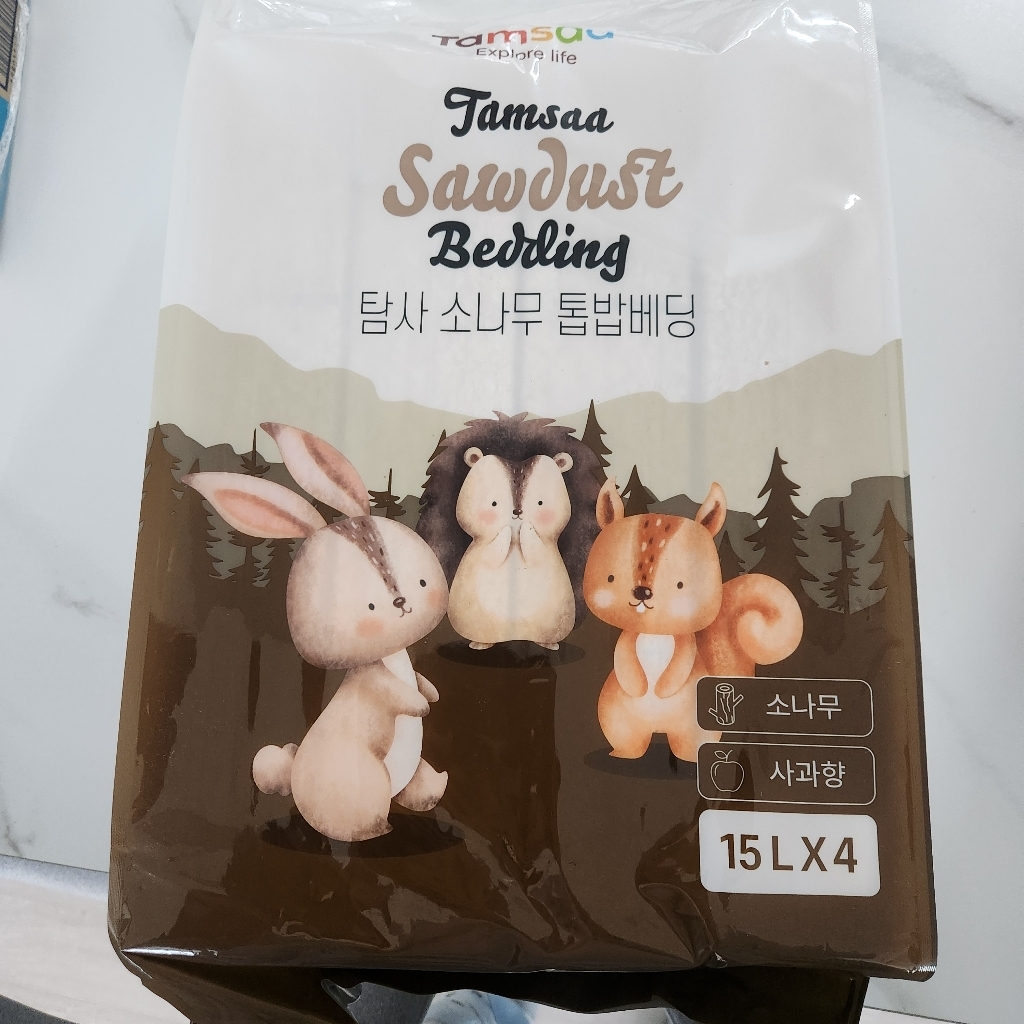 Tamsaa
Explore life
Tamsaa
Sawdust
Bedding
탐사 소나무 톱밥베딩
소나무
사과향
15L X 4